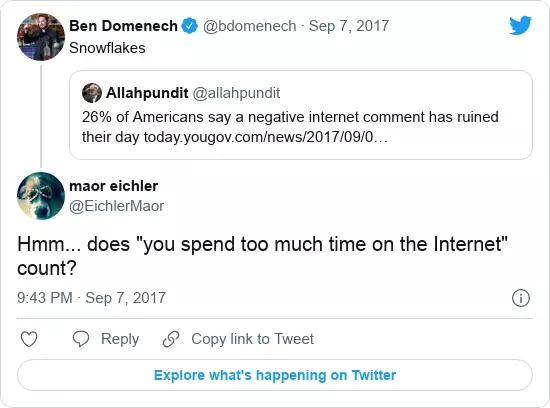 Ben Domenech @bdomenech · Sep 7, 2017
Snowflakes
Allahpundit @allahpundit
26% of Americans say a negative internet comment has ruined
their day today.yougov.com/news/2017/09/0…
maor eichler
@EichlerMaor
Hmm... does "you spend too much time on the Internet"
count?
9:43 PM · Sep 7, 2017
Reply Copy link to Tweet
Explore what's happening on Twitter